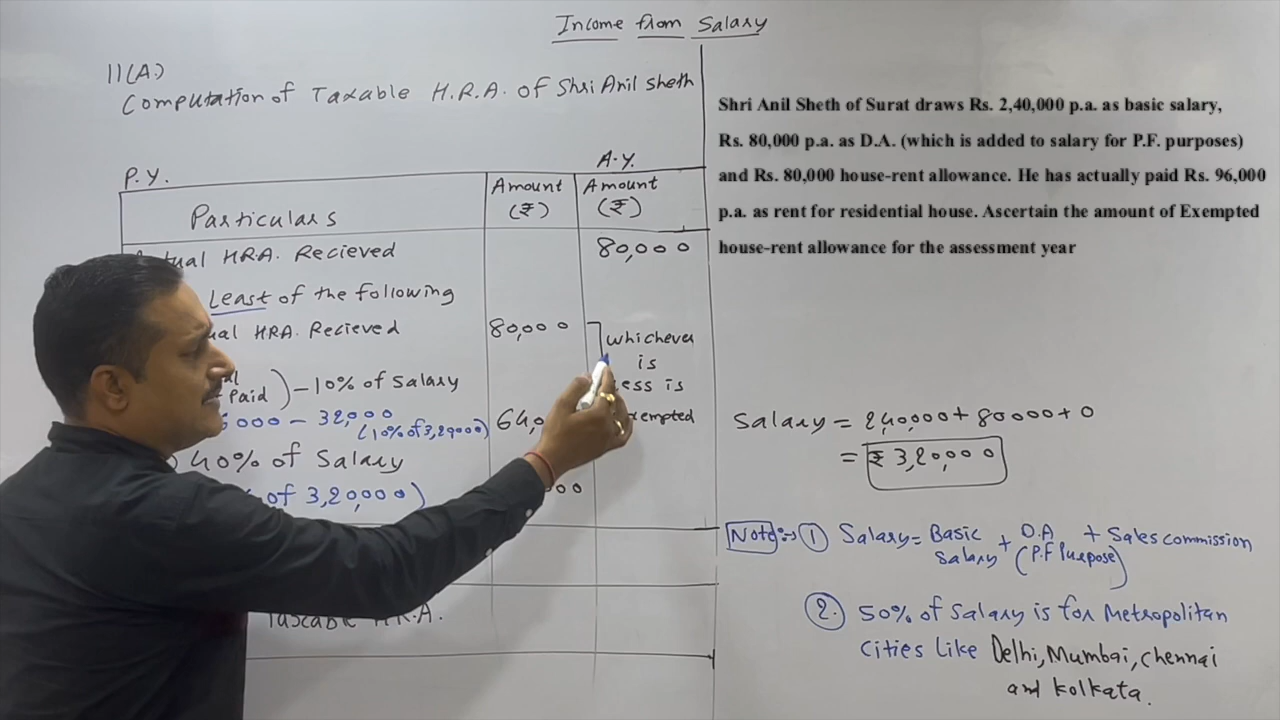 Income from Salary
11(A)
Computation of Taxable H.R.A. of Shri Anil Sheth
P.Y.
A.Y.
Particulars
Amount
(₹)
Amount
(₹)
HRA. Recieved
80,000
Least of the following
HRA. Recieved
80,000
whichever
is
is
Paid) - 10% of Salary
000 - 32,000
(10% of 3,20000)
40% of Salary
of 3,20,000)
H.R.A.
Shri Anil Sheth of Surat draws Rs. 2,40,000 p.a. as basic salary,
Rs. 80,000 p.a. as D.A. (which is added to salary for P.F. purposes)
and Rs. 80,000 house-rent allowance. He has actually paid Rs. 96,000
p.a. as rent for residential house. Ascertain the amount of Exempted
house-rent allowance for the assessment year
Salary = 2,40,000 + 80000 + 0
= ₹ 3,20,000
Note :-> ① Salary = Basic Salary + D.A (P.F Purpose) + Sales commission
2. 50% of Salary is for Metropolitan
Cities Like Delhi, Mumbai, Chennai
and Kolkata.